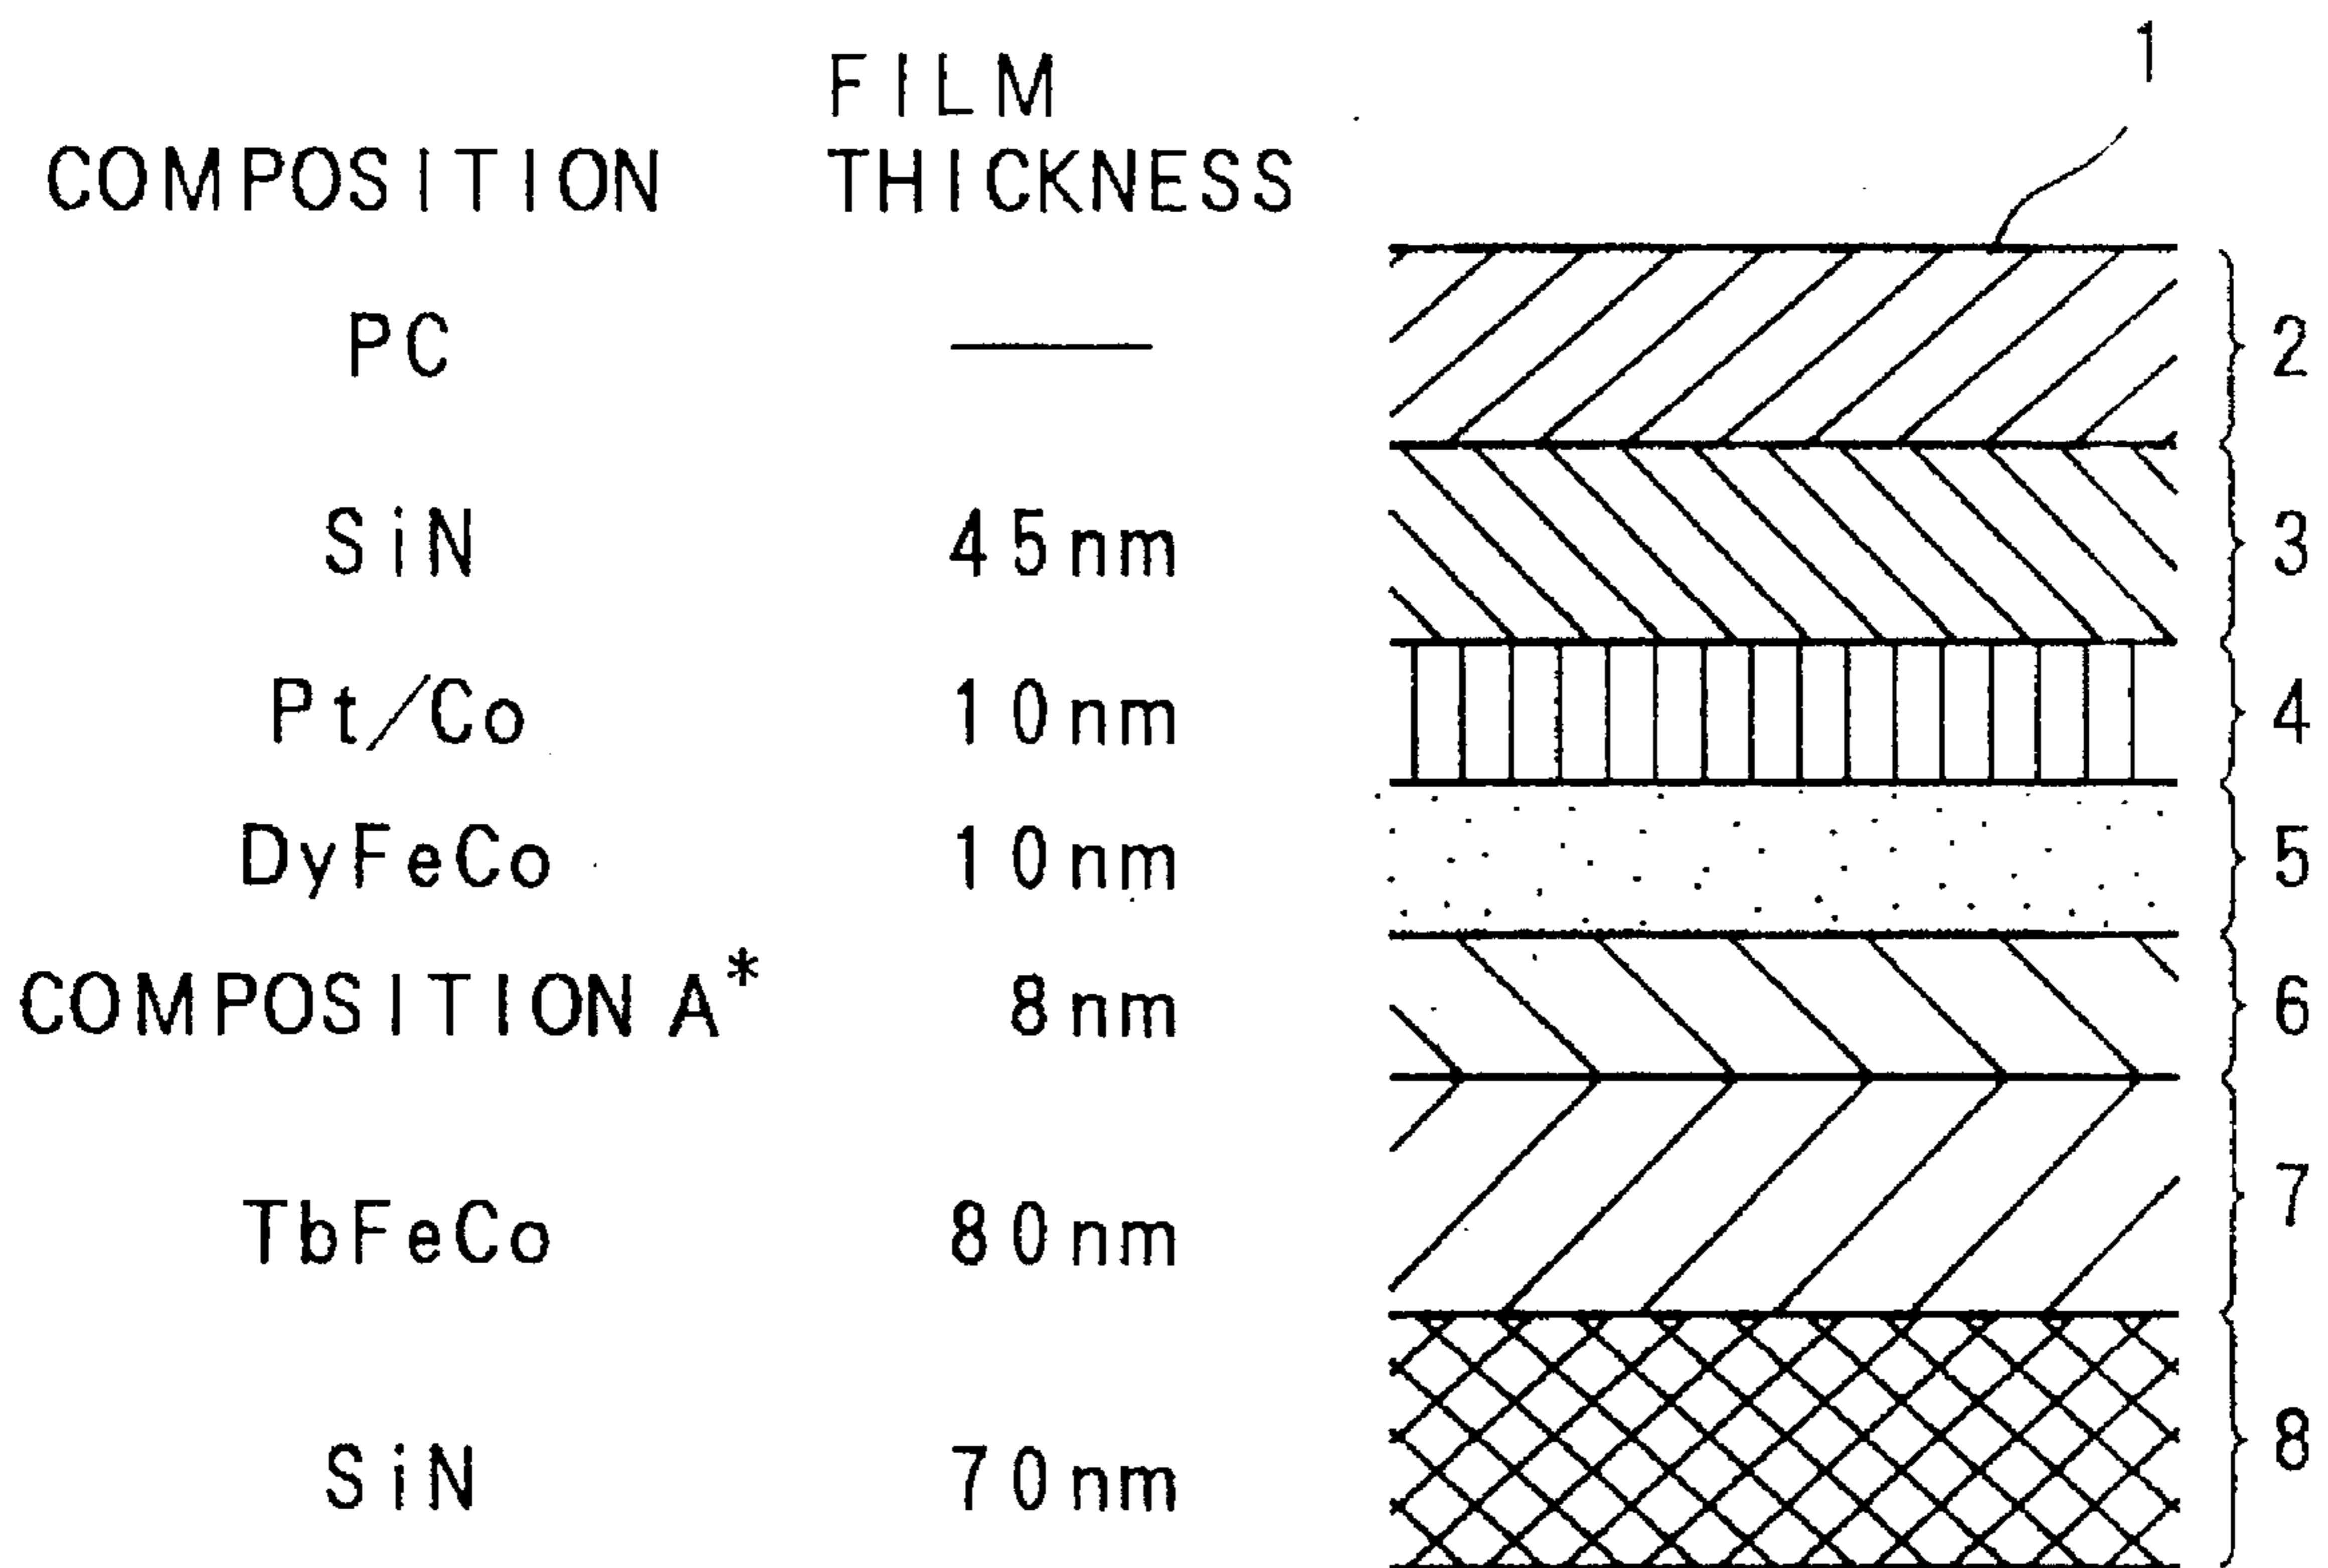 1
FILM
COMPOSITION THICKNESS
PC — 2
SiN 45nm 3
Pt/Co 10nm 4
DyFeCo 10nm 5
COMPOSITION A* 8nm 6
TbFeCo 80nm 7
SiN 70nm 8